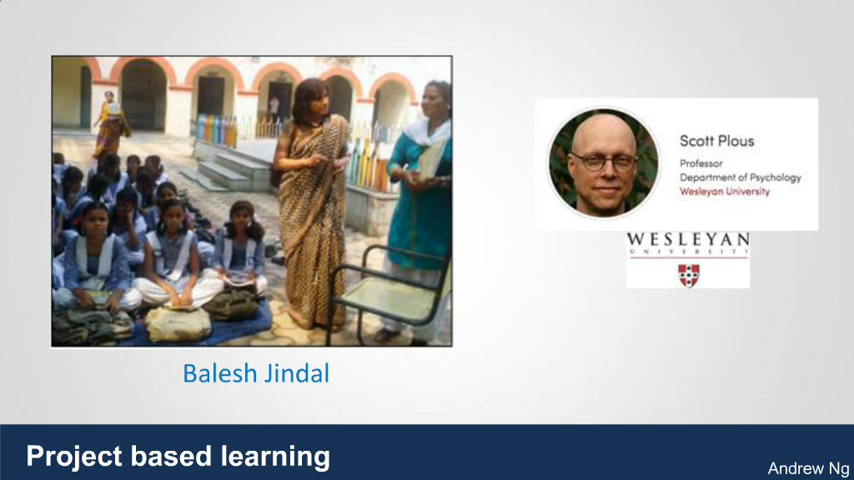 Scott Plous
Professor
Department of Psychology
Wesleyan University
WESLEYAN
UNIVERSITY
Balesh Jindal
Project based learning
Andrew Ng